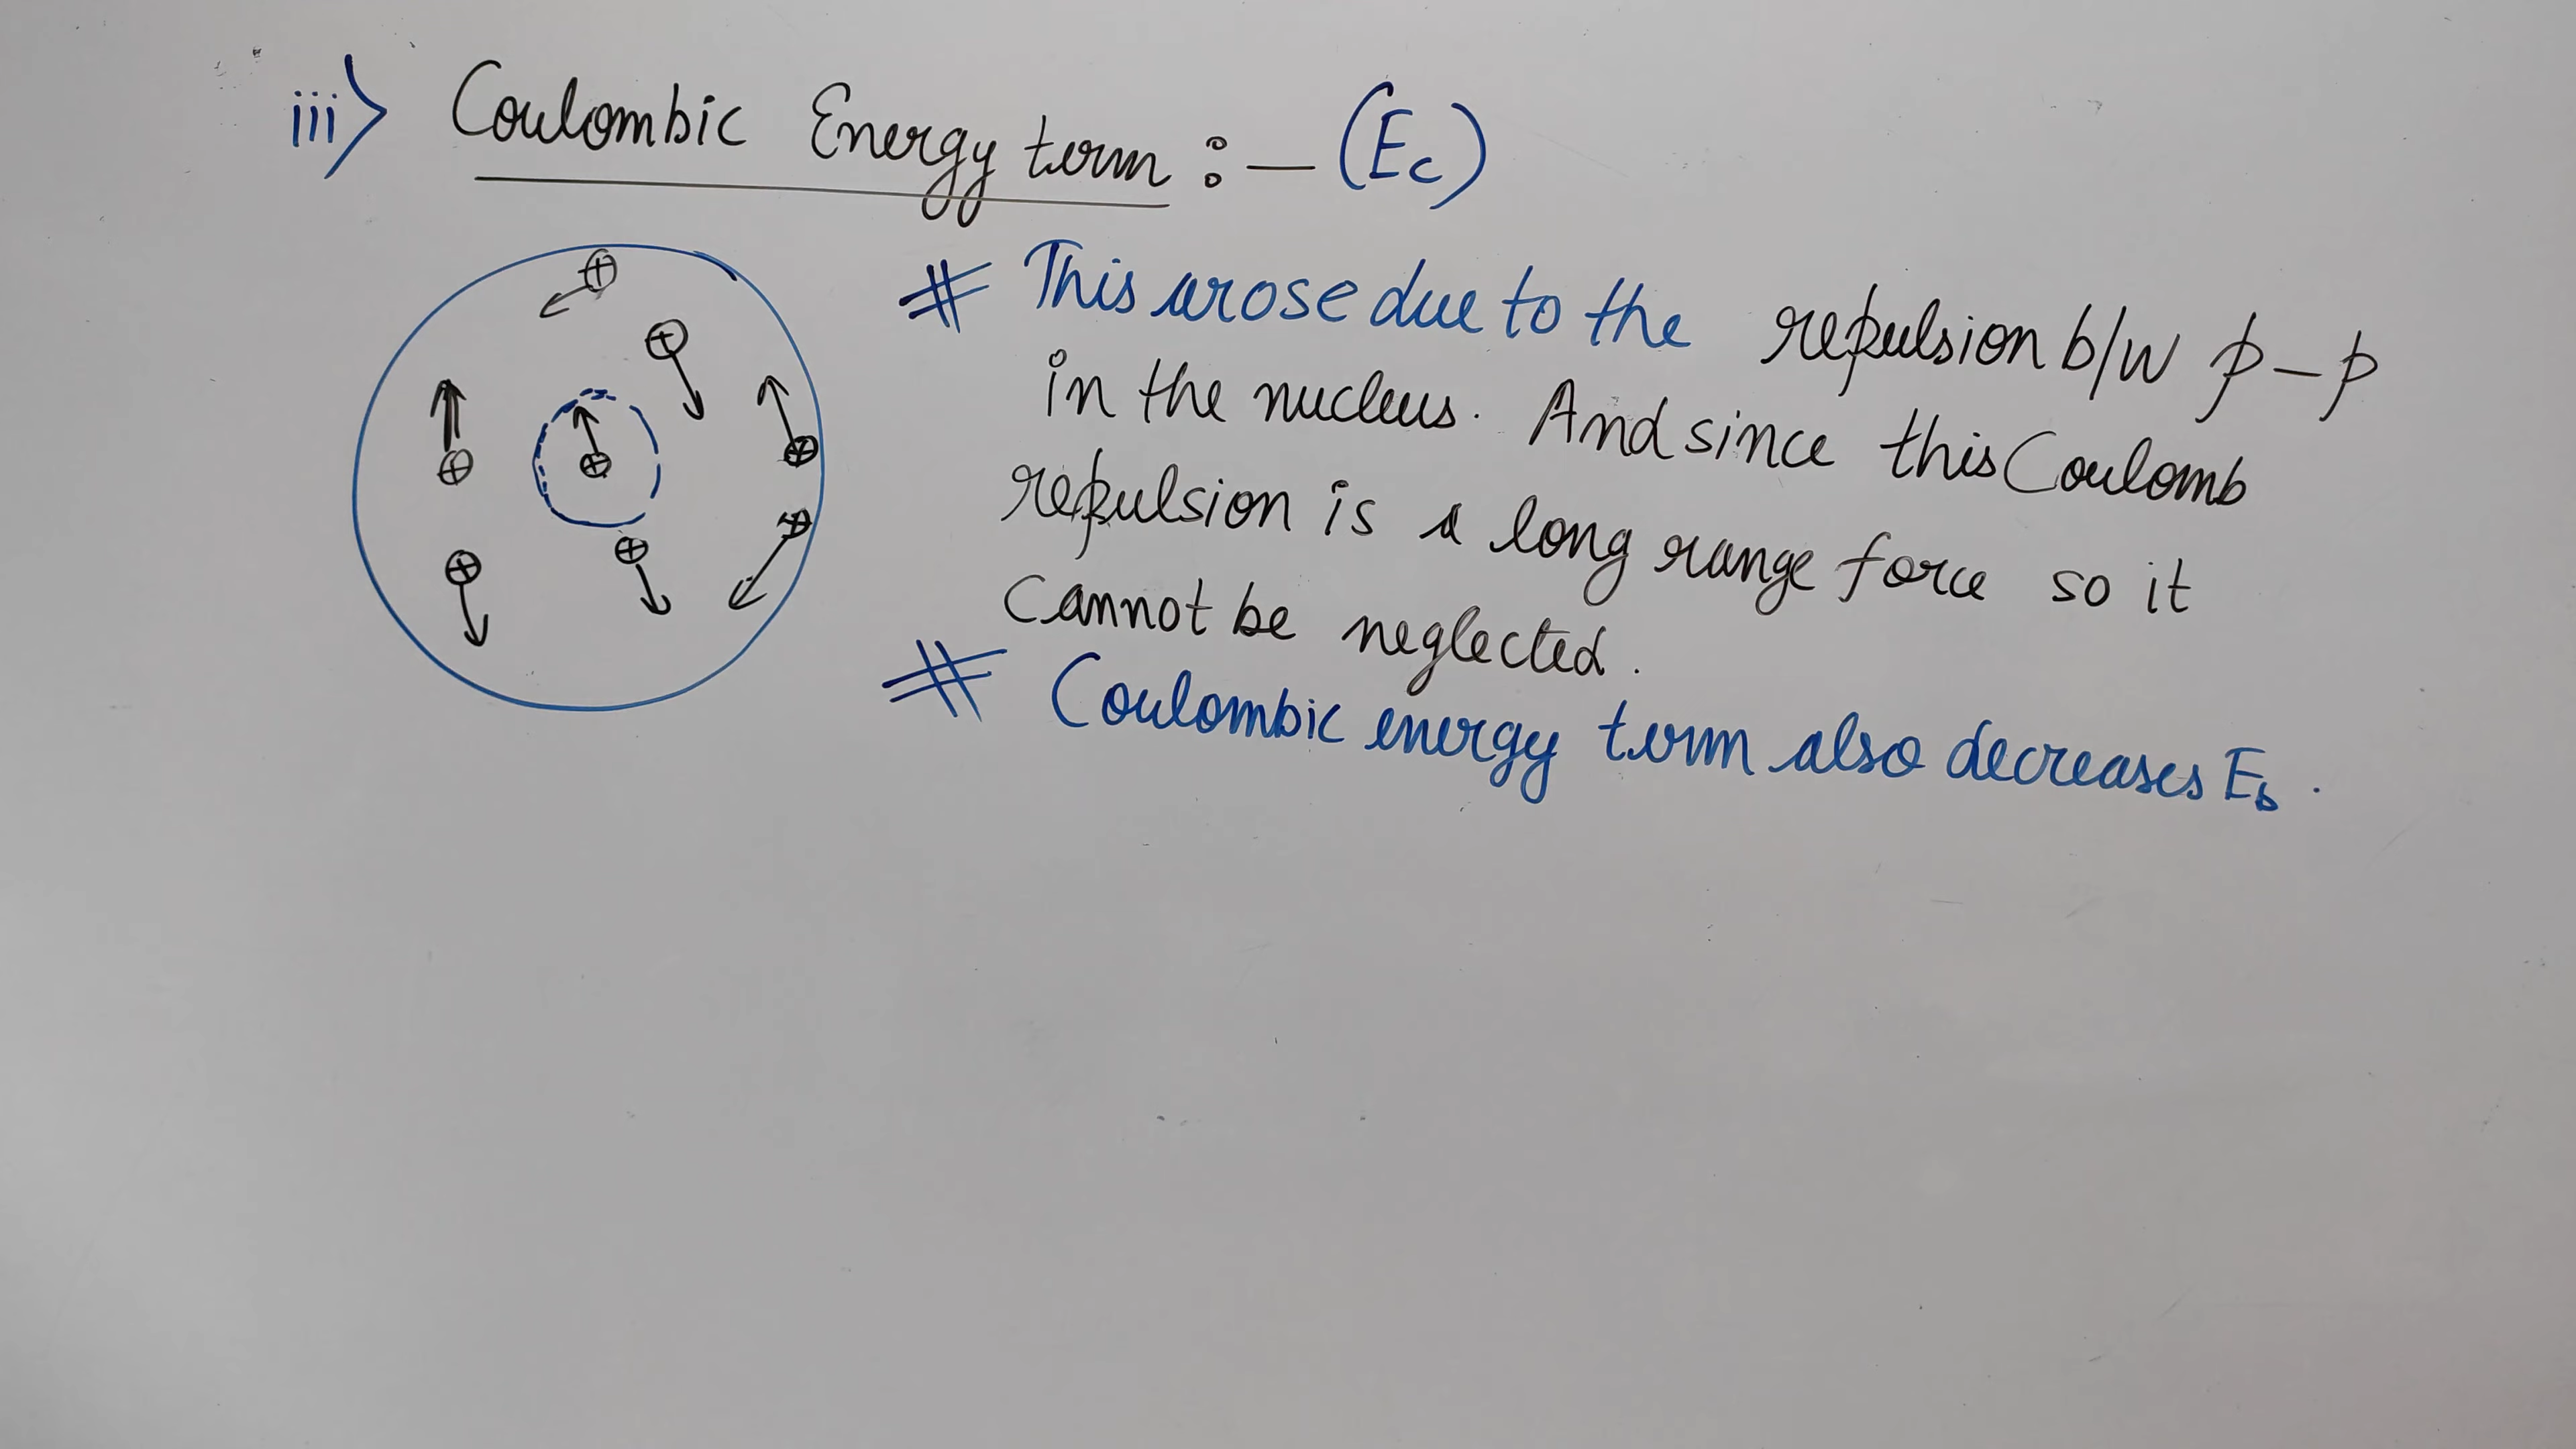 iii> Coulombic Energy term :- (Ec)
# This arose due to the repulsion b/w p-p
in the nucleus. And since this Coulomb
repulsion is a long range force so it
cannot be neglected.
# Coulombic energy term also decreases Eb.